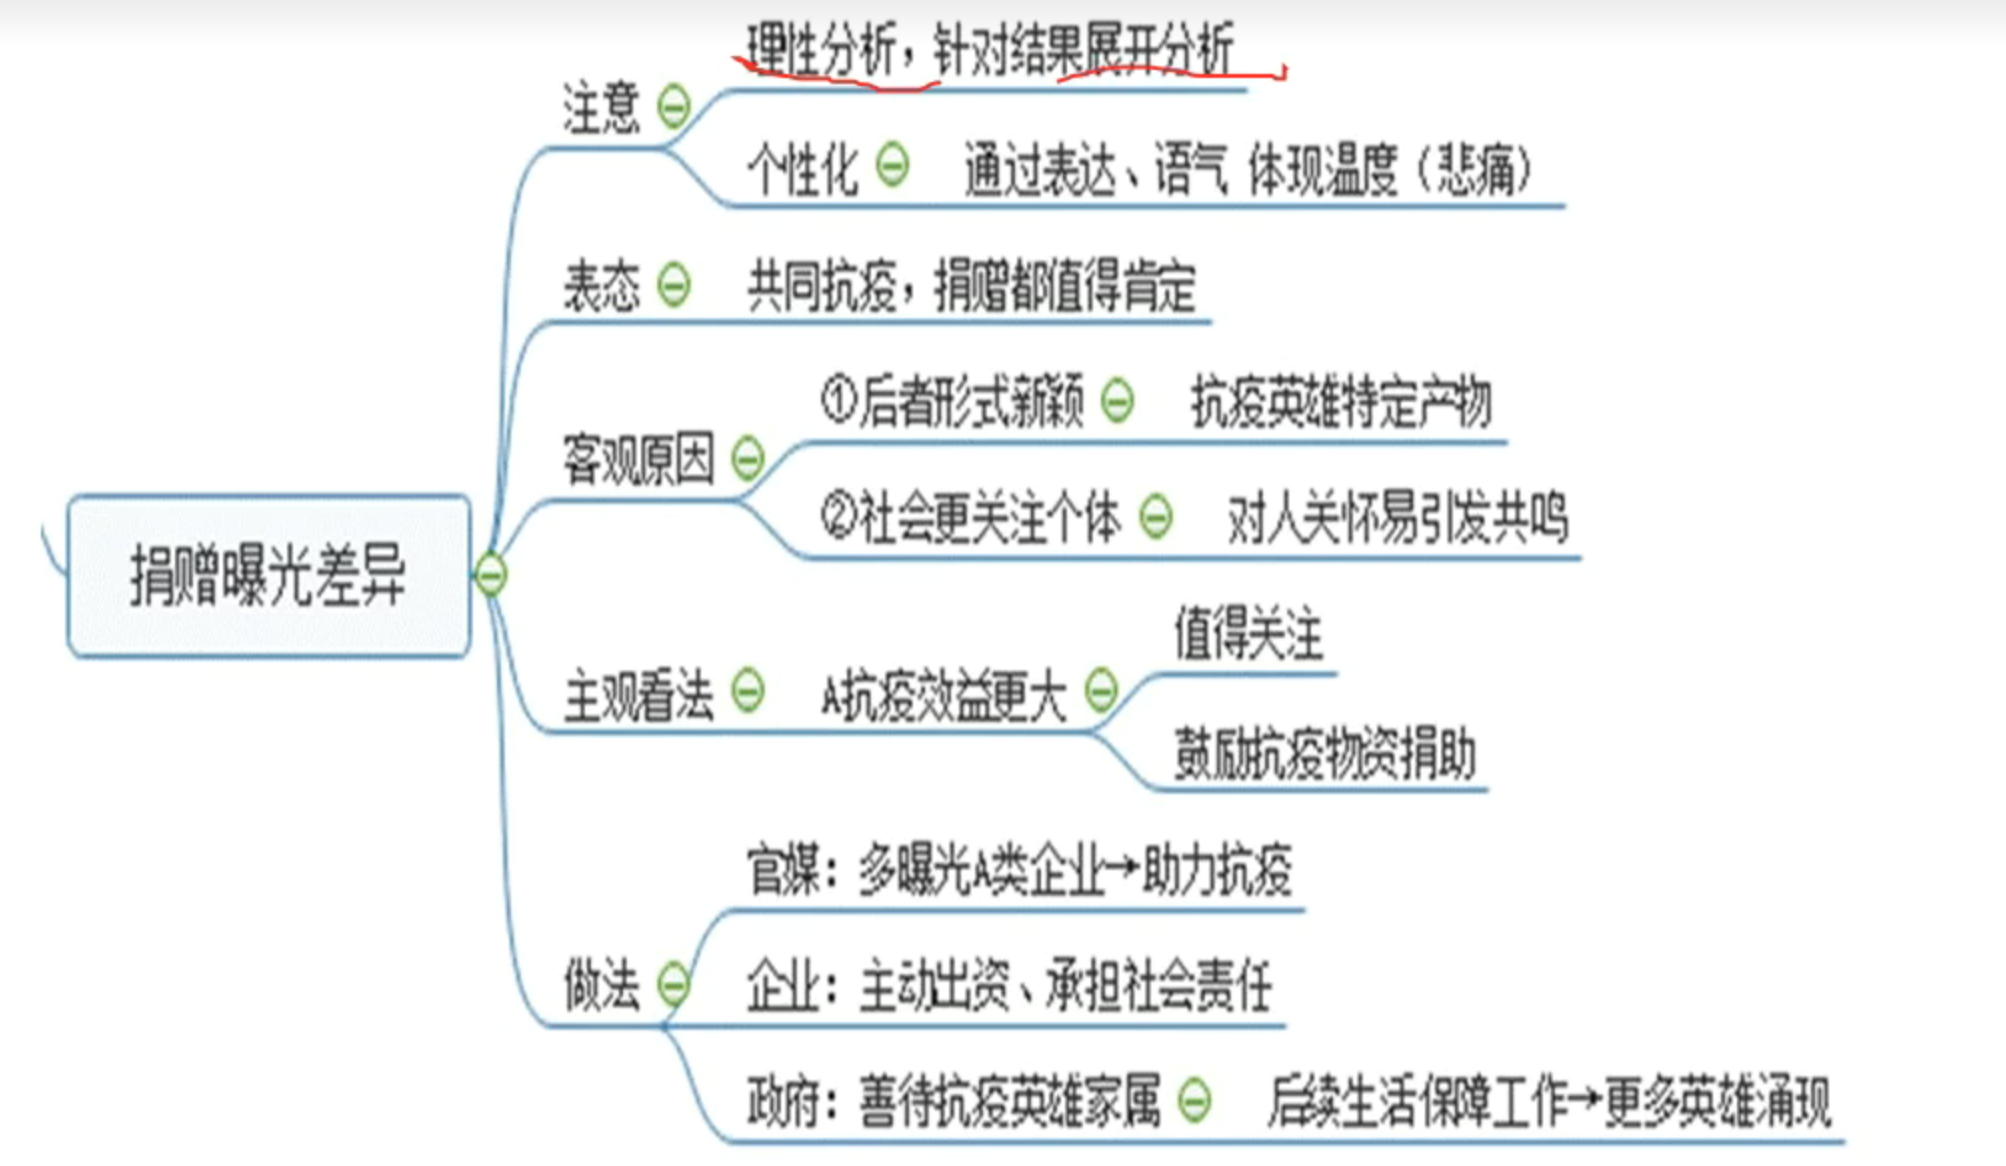 理性分析，针对结果展开分析
注意
个性化 通过表达、语气 体现温度（悲痛）
表态 共同抗疫，捐赠都值得肯定
①后者形式新颖 抗疫英雄特定产物
客观原因
②社会更关注个体 对人关怀易引发共鸣
捐赠曝光差异
值得关注
主观看法 A抗疫效益更大
鼓励抗疫物资捐助
官媒：多曝光A类企业→助力抗疫
做法 企业：主动出资、承担社会责任
政府：善待抗疫英雄家属 后续生活保障工作→更多英雄涌现